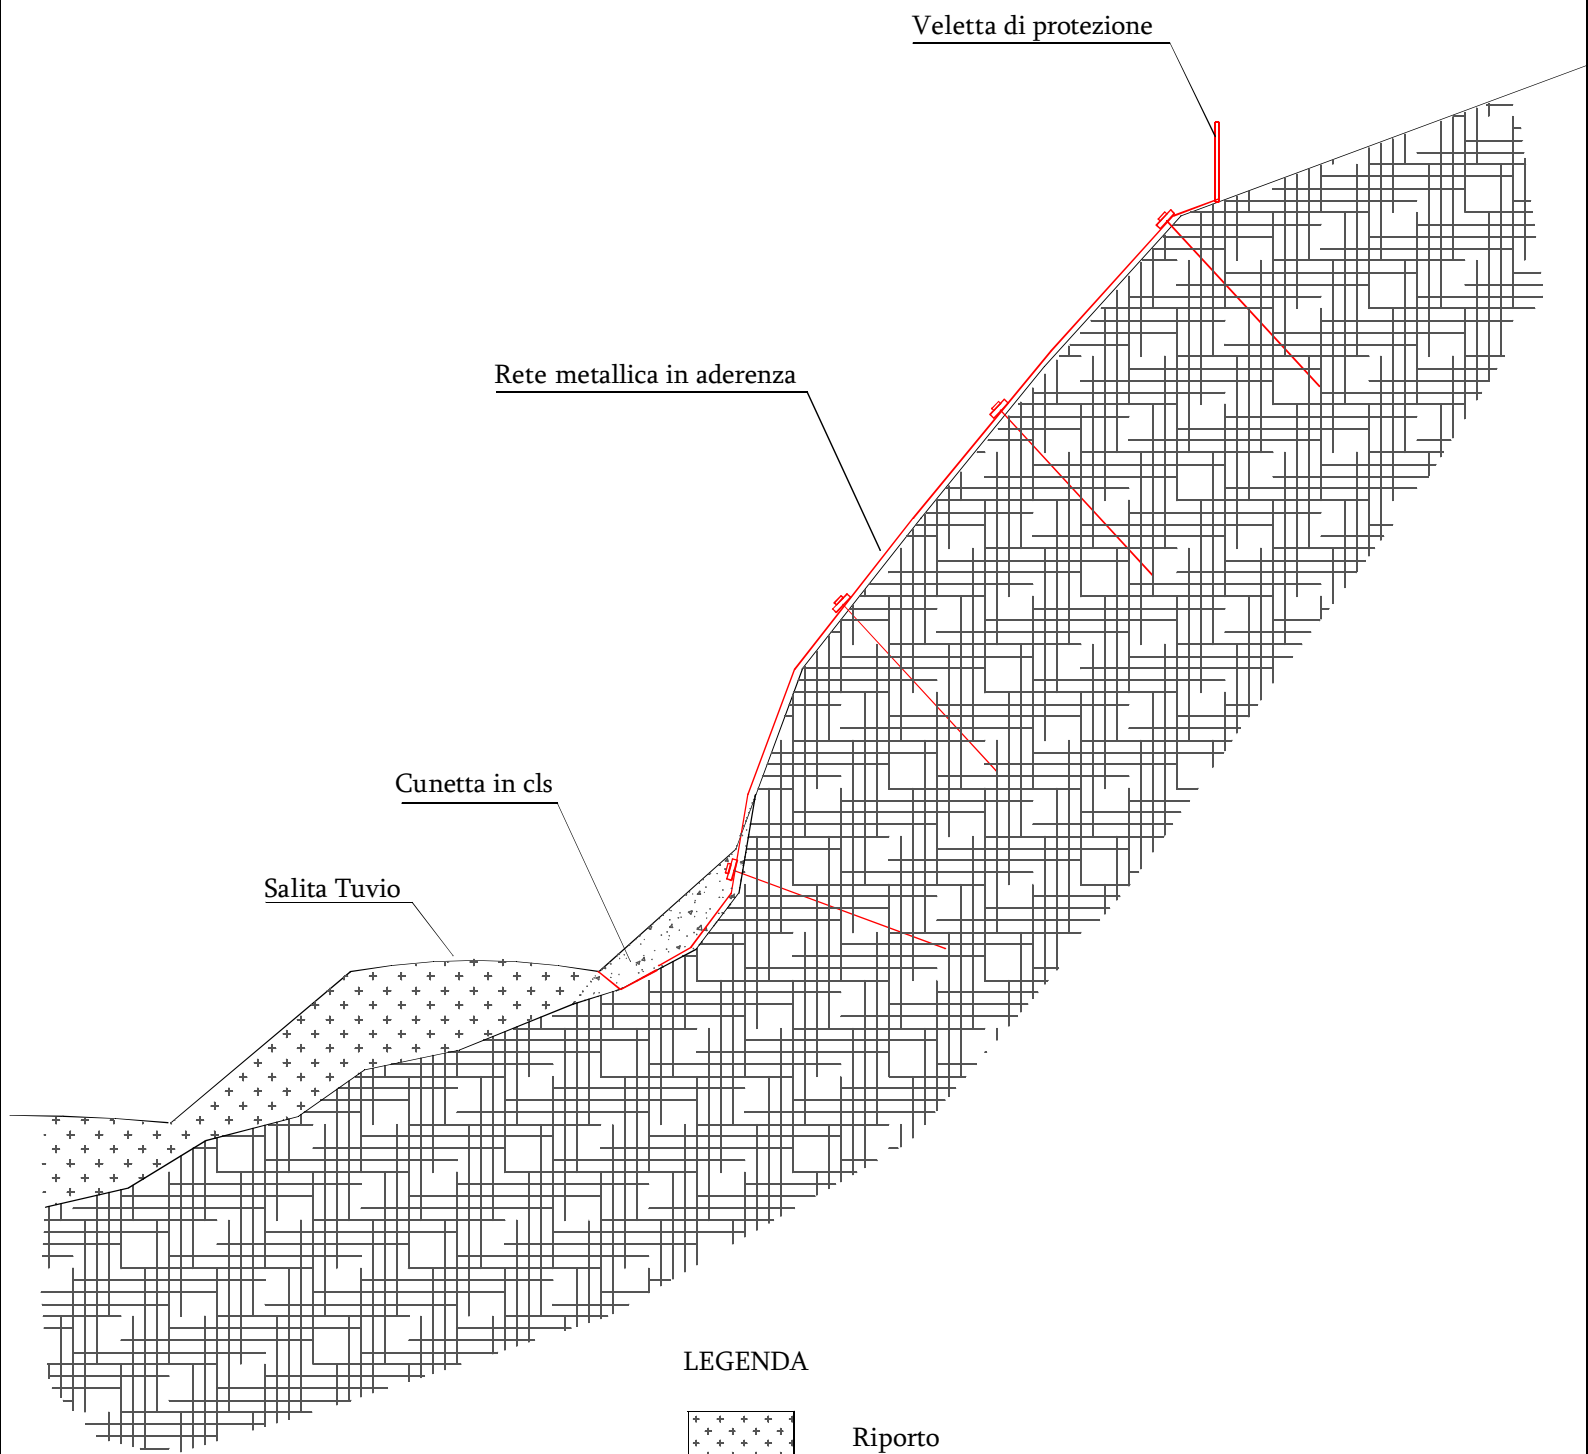 Veletta di protezione
Rete metallica in aderenza
Cunetta in cls
Salita Tuvio
LEGENDA
Riporto